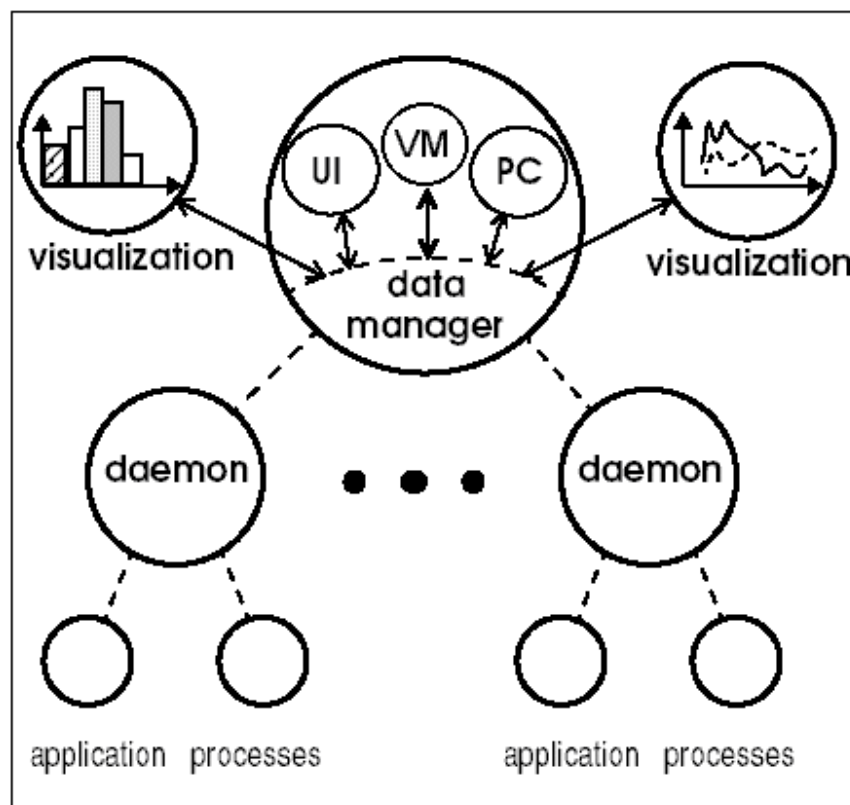 UI
VM
PC
visualization
visualization
data
manager
daemon
daemon
application processes
application processes